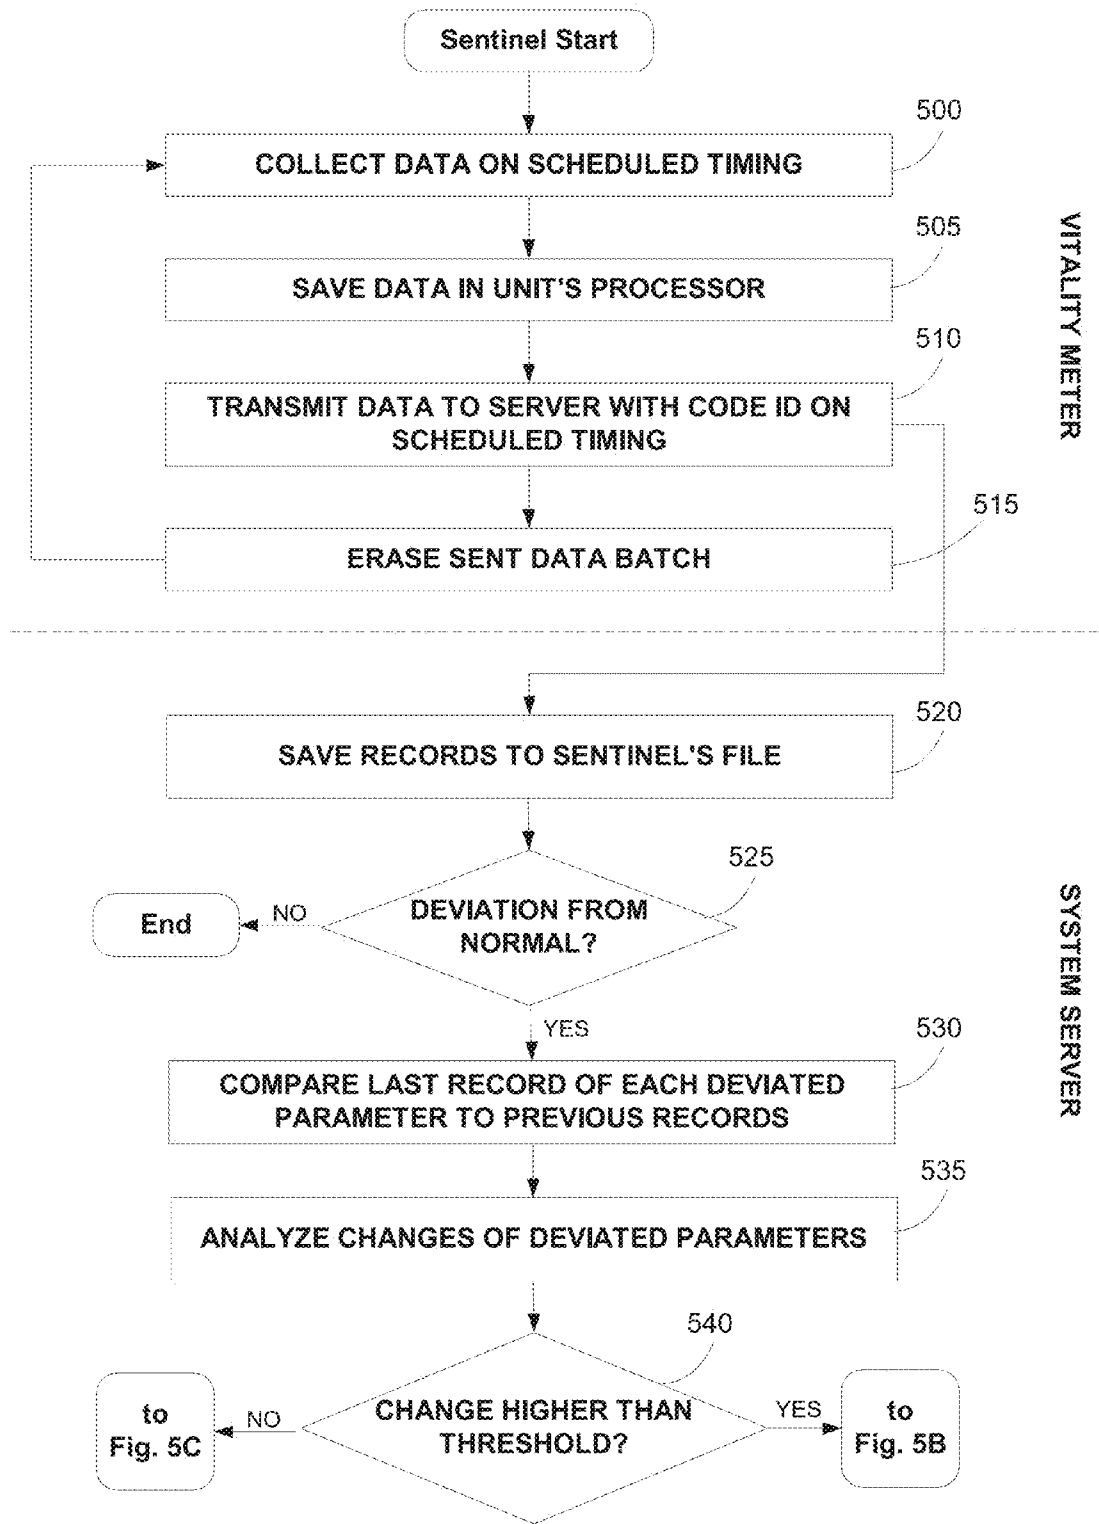 Sentinel Start
500
COLLECT DATA ON SCHEDULED TIMING
505
SAVE DATA IN UNIT'S PROCESSOR
VITALITY METER
510
TRANSMIT DATA TO SERVER WITH CODE ID ON
SCHEDULED TIMING
515
ERASE SENT DATA BATCH
520
SAVE RECORDS TO SENTINEL'S FILE
525
DEVIATION FROM
NORMAL?
NO
End
YES
SYSTEM SERVER
530
COMPARE LAST RECORD OF EACH DEVIATED
PARAMETER TO PREVIOUS RECORDS
535
ANALYZE CHANGES OF DEVIATED PARAMETERS
540
CHANGE HIGHER THAN
THRESHOLD?
NO
to
Fig. 5C
YES
to
Fig. 5B